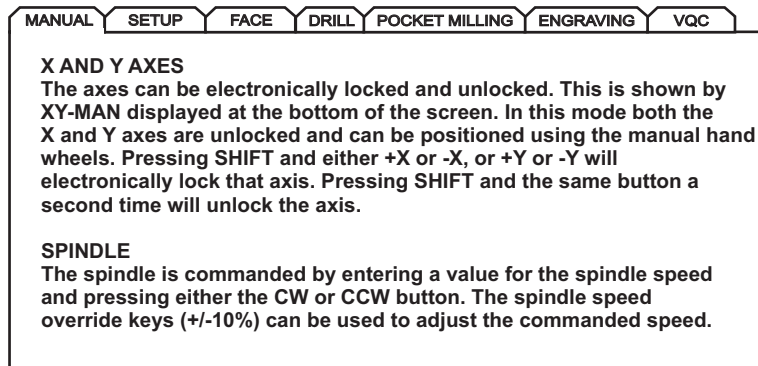 MANUAL SETUP FACE DRILL POCKET MILLING ENGRAVING VQC
X AND Y AXES
The axes can be electronically locked and unlocked. This is shown by
XY-MAN displayed at the bottom of the screen. In this mode both the
X and Y axes are unlocked and can be positioned using the manual hand
wheels. Pressing SHIFT and either +X or -X, or +Y or -Y will
electronically lock that axis. Pressing SHIFT and the same button a
second time will unlock the axis.
SPINDLE
The spindle is commanded by entering a value for the spindle speed
and pressing either the CW or CCW button. The spindle speed
override keys (+/-10%) can be used to adjust the commanded speed.